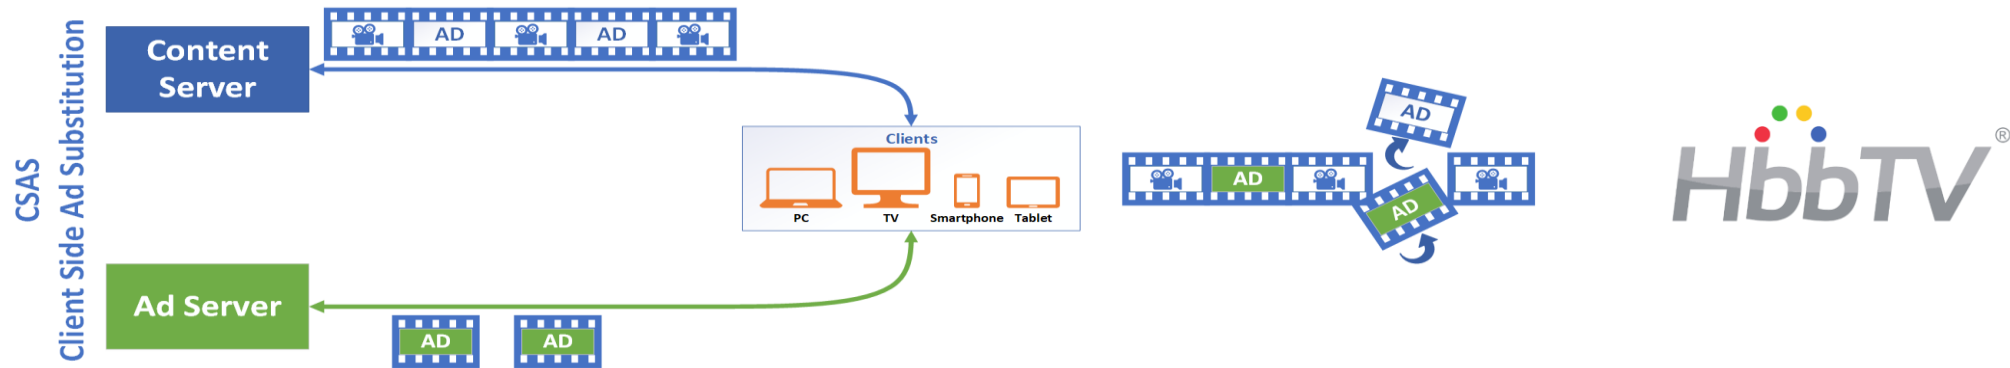 CSAS
Client Side Ad Substitution
Content
Server
AD
AD
Clients
PC
TV
Smartphone
Tablet
Ad Server
AD
AD
AD
AD
AD
HbbTV®